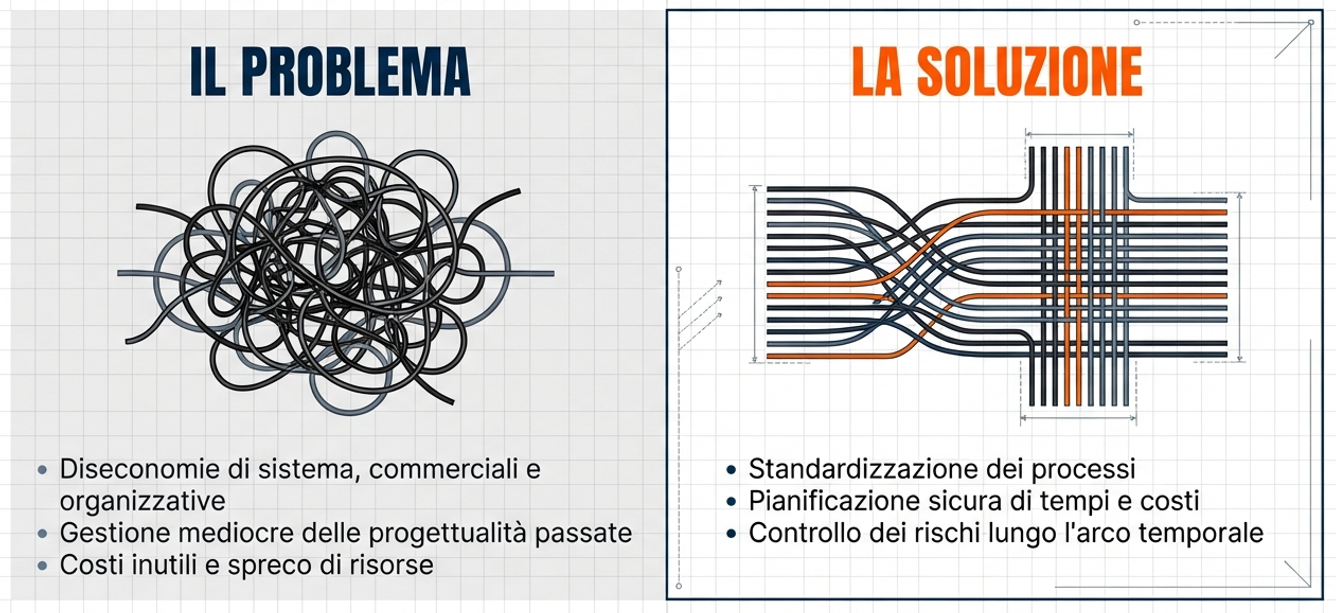 IL PROBLEMA
• Diseconomie di sistema, commerciali e
organizzative
• Gestione mediocre delle progettualità passate
• Costi inutili e spreco di risorse
LA SOLUZIONE
• Standardizzazione dei processi
• Pianificazione sicura di tempi e costi
• Controllo dei rischi lungo l'arco temporale